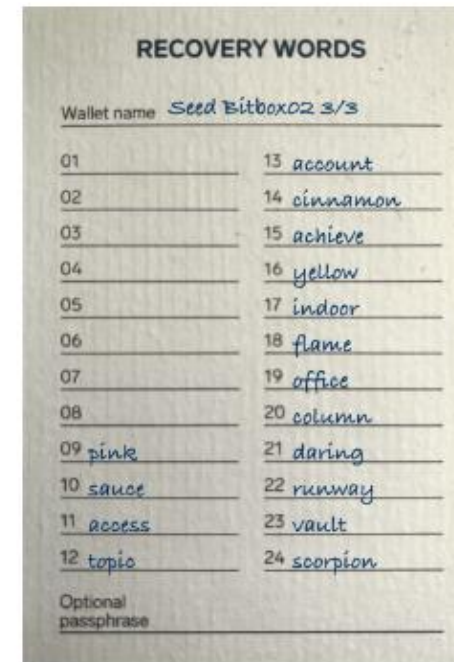 RECOVERY WORDS
Wallet name Seed Bitbox02 3/3
01
02
03
04
05
06
07
08
09 pink
10 sauce
11 access
12 topic
13 account
14 cinnamon
15 achieve
16 yellow
17 indoor
18 flame
19 office
20 column
21 daring
22 runway
23 vault
24 scorpion
Optional
passphrase